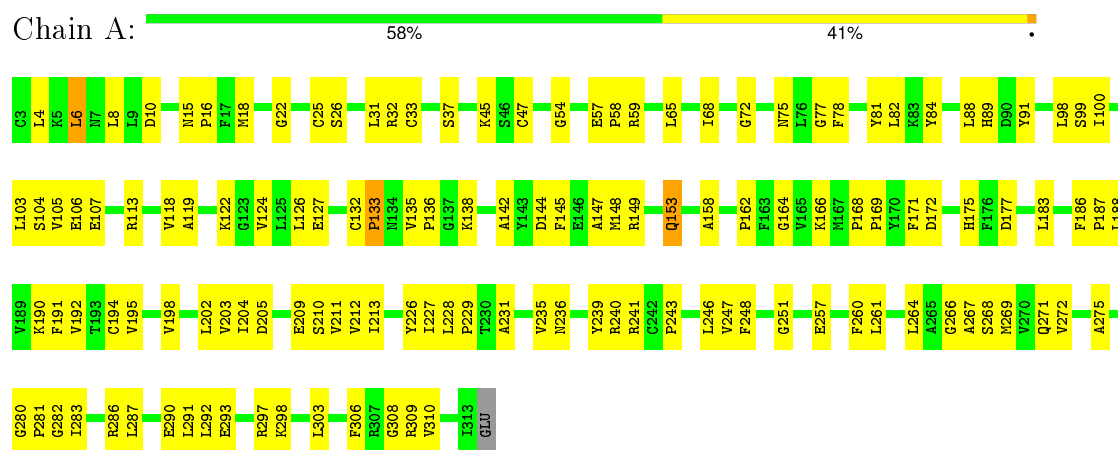 Chain A:
58% 41% •
C3 L4 K5 L6 N7 L8 L9 D10 N15 P16 F17 M18 G22 C25 S26 L31 R32 C33 S37 K45 S46 C47 G54 E57 P58 R59 L65 I68 G72 N75 L76 G77 F78 Y81 L82 K83 Y84 L88 H89 D90 Y91 L98 S99 I100
L103 S104 V105 E106 E107 R113 V118 A119 K122 G123 V124 L125 L126 E127 C132 P133 N134 V135 P136 G137 K138 A142 Y143 D144 F145 E146 A147 M148 R149 Q153 A158 P162 F163 G164 V165 K166 M167 P168 P169 Y170 F171 D172 H175 F176 D177 L183 F186 P187 L188
V189 K190 F191 V192 T193 C194 V195 V198 L202 V203 I204 D205 E209 S210 V211 V212 I213 Y226 I227 L228 P229 T230 A231 V235 N236 Y239 R240 R241 C242 P243 L246 V247 F248 G251 E257 F260 L261 L264 A265 G266 A267 S268 M269 V270 Q271 V272 A275
G280 P281 G282 I283 R286 L287 E290 L291 L292 E293 R297 K298 L303 F306 R307 G308 R309 V310 I313 GLU